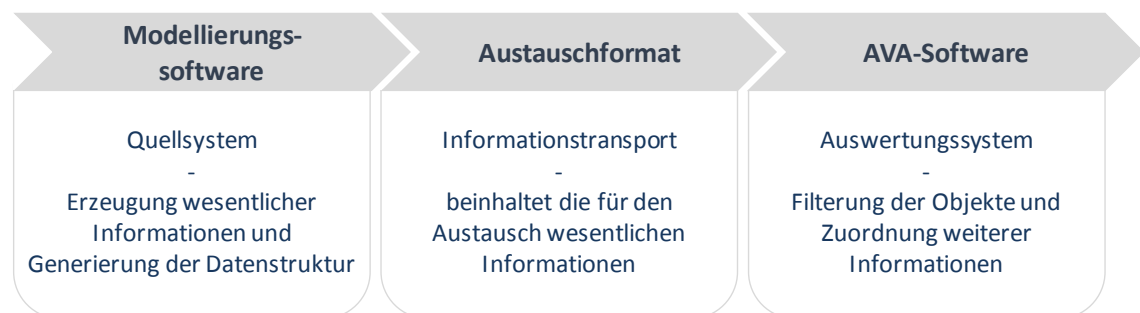 Modellierungs-
software
Austauschformat
AVA-Software
Quellsystem
-
Erzeugung wesentlicher
Informationen und
Generierung der Datenstruktur
Informationstransport
-
beinhaltet die für den
Austausch wesentlichen
Informationen
Auswertungssystem
-
Filterung der Objekte und
Zuordnung weiterer
Informationen